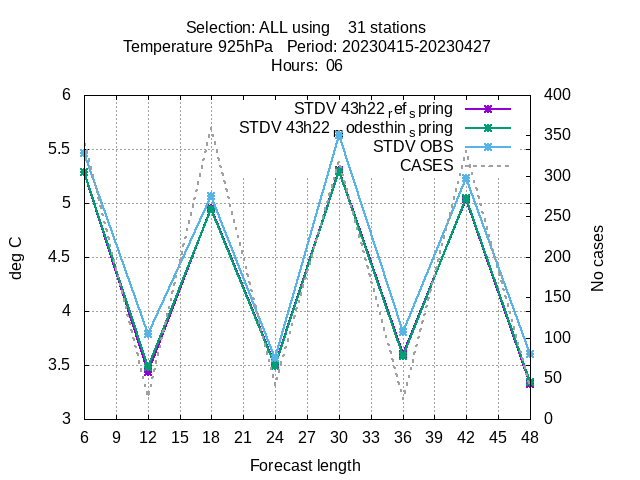 Selection: ALL using 31 stations
Temperature 925hPa Period: 20230415-20230427
Hours: 06
STDV 43h22 ref spring
STDV 43h22 nodesthin spring
STDV OBS
CASES
6
5.5
5
4.5
4
3.5
3
400
350
300
250
200
150
100
50
0
deg C
No cases
6 9 12 15 18 21 24 27 30 33 36 39 42 45 48
Forecast length